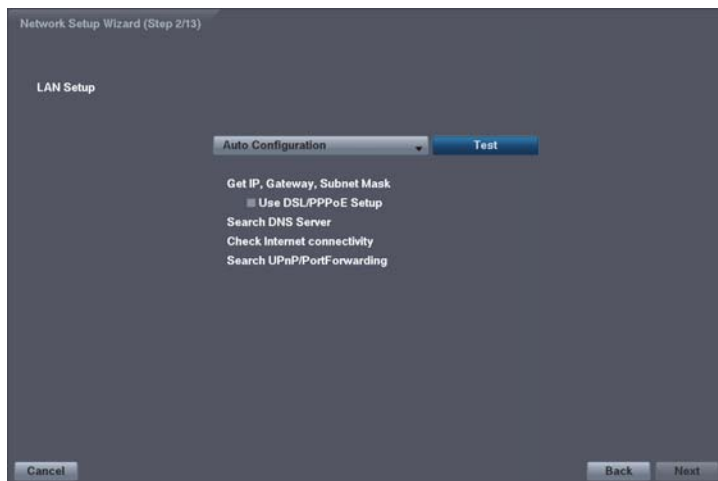 Network Setup Wizard (Step 2/13)
LAN Setup
Auto Configuration
Test
Get IP, Gateway, Subnet Mask
Use DSL/PPPoE Setup
Search DNS Server
Check Internet connectivity
Search UPnP/PortForwarding
Cancel
Back
Next